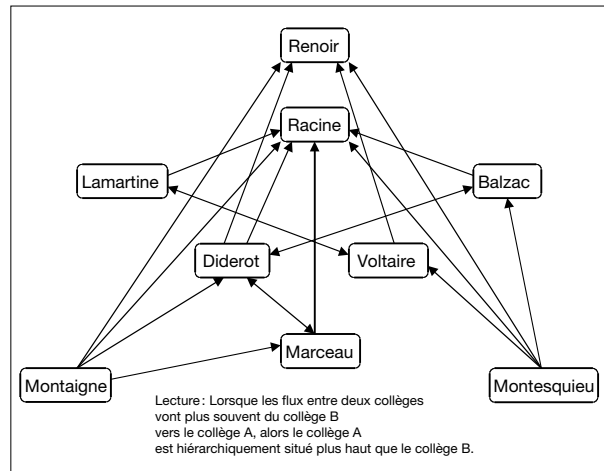 Renoir
Racine
Lamartine
Balzac
Diderot
Voltaire
Marceau
Montaigne
Montesquieu
Lecture: Lorsque les flux entre deux collèges
vont plus souvent du collège B
vers le collège A, alors le collège A
est hiérarchiquement situé plus haut que le collège B.